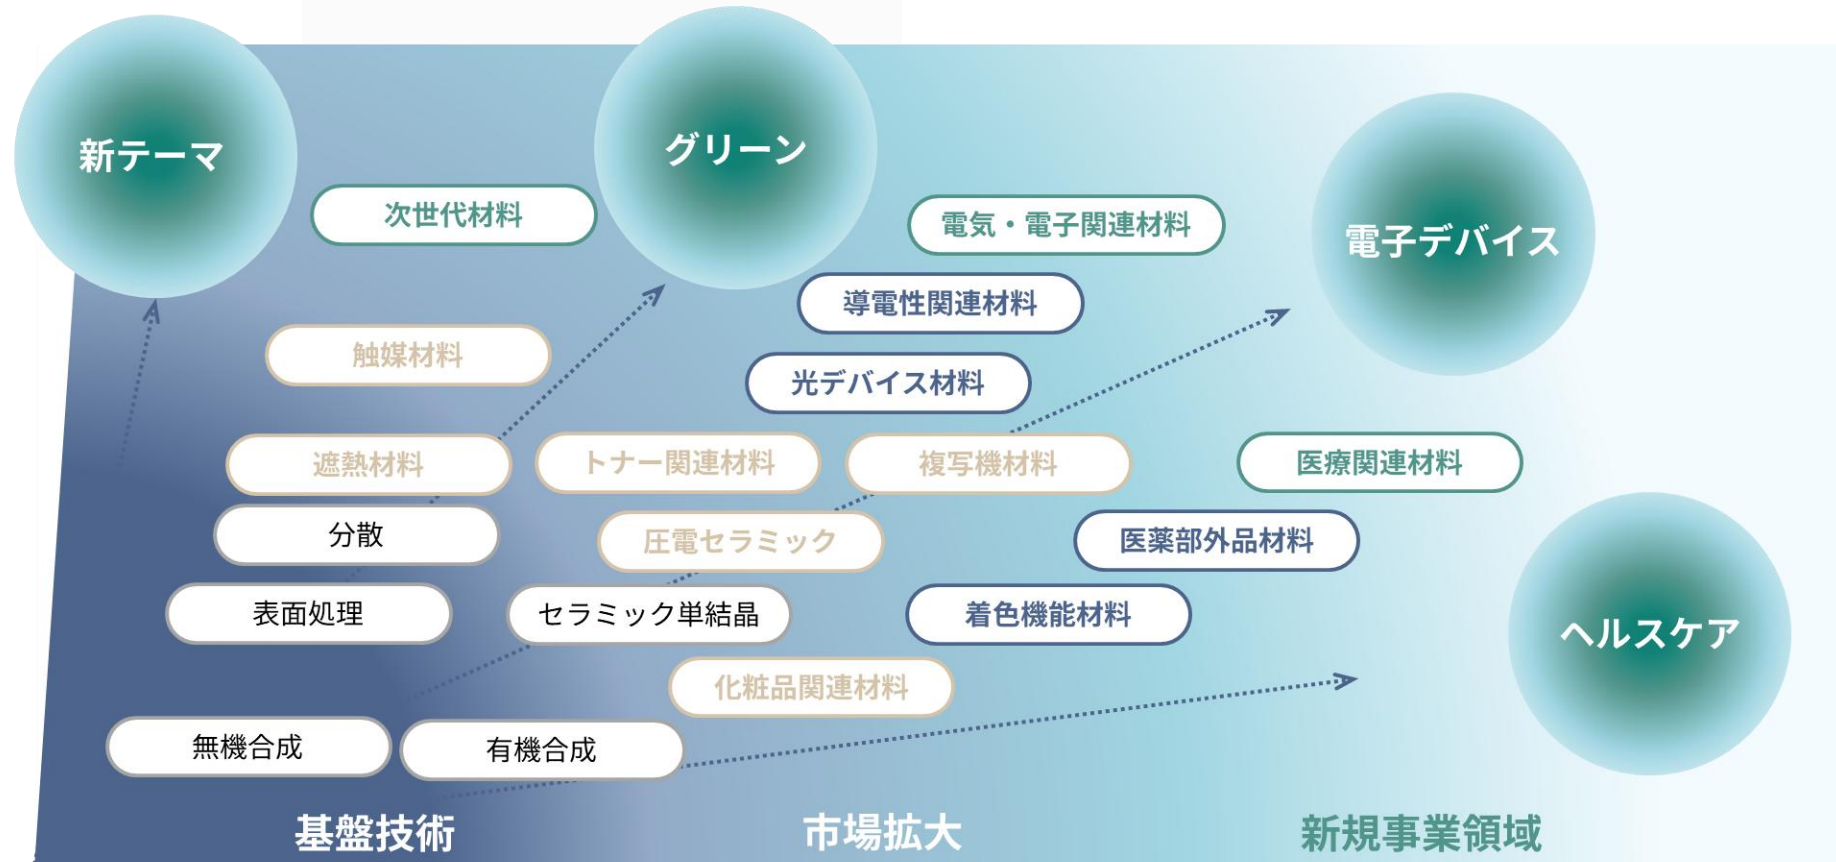 新テーマ
グリーン
電子デバイス
次世代材料
電気・電子関連材料
導電性関連材料
触媒材料
光デバイス材料
遮熱材料
トナー関連材料
複写機材料
医療関連材料
分散
圧電セラミック
医薬部外品材料
表面処理
セラミック単結晶
着色機能材料
ヘルスケア
化粧品関連材料
無機合成
有機合成
基盤技術
市場拡大
新規事業領域